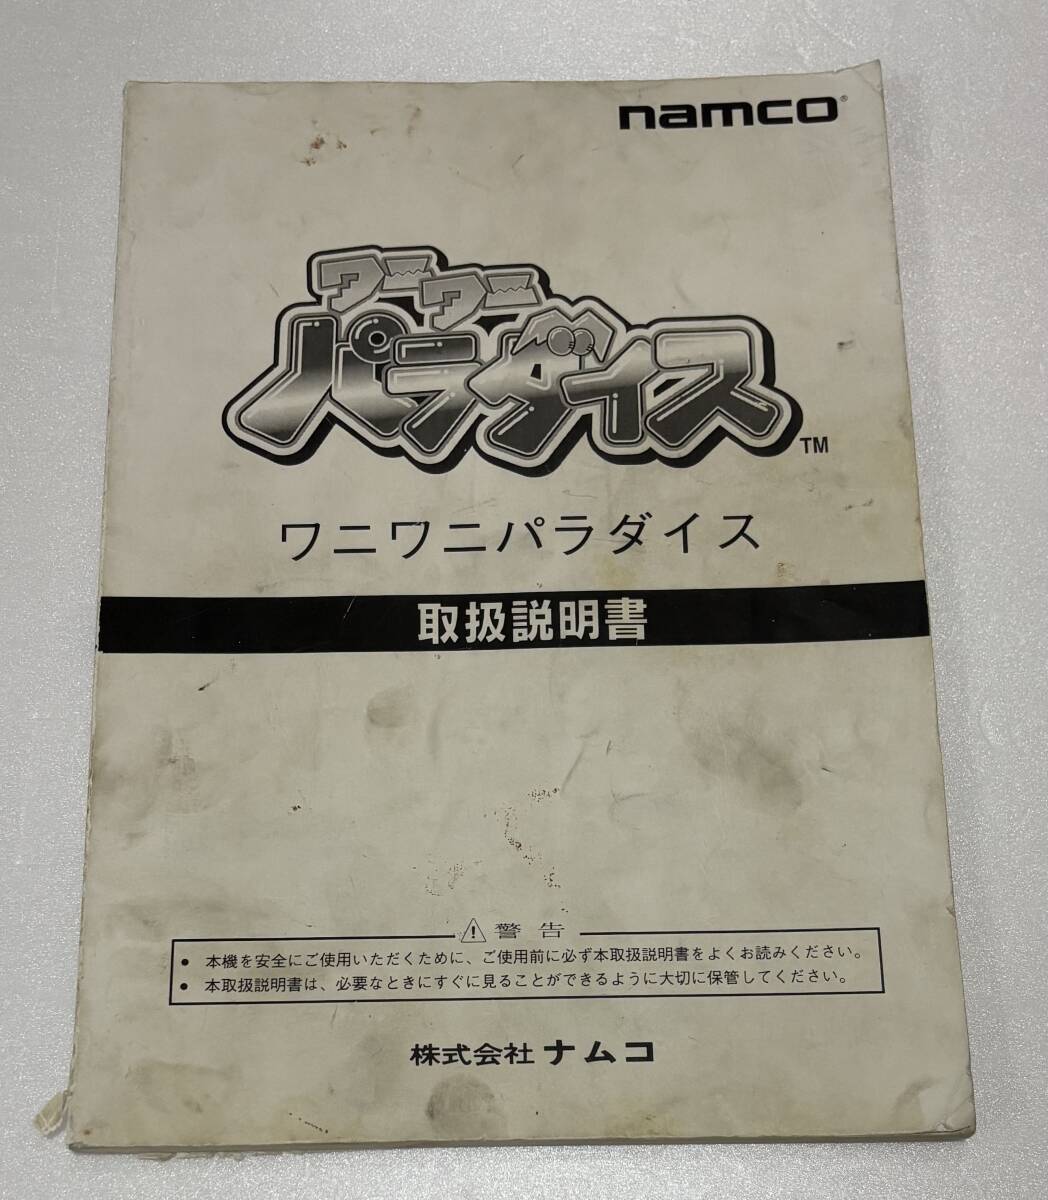 namco®
ワニワニ
パラダイス TM
ワニワニパラダイス
取扱説明書
⚠ 警告
● 本機を安全にご使用いただくために、ご使用前に必ず本取扱説明書をよくお読みください。
● 本取扱説明書は、必要なときにすぐに見ることができるように大切に保管してください。
株式会社ナムコ